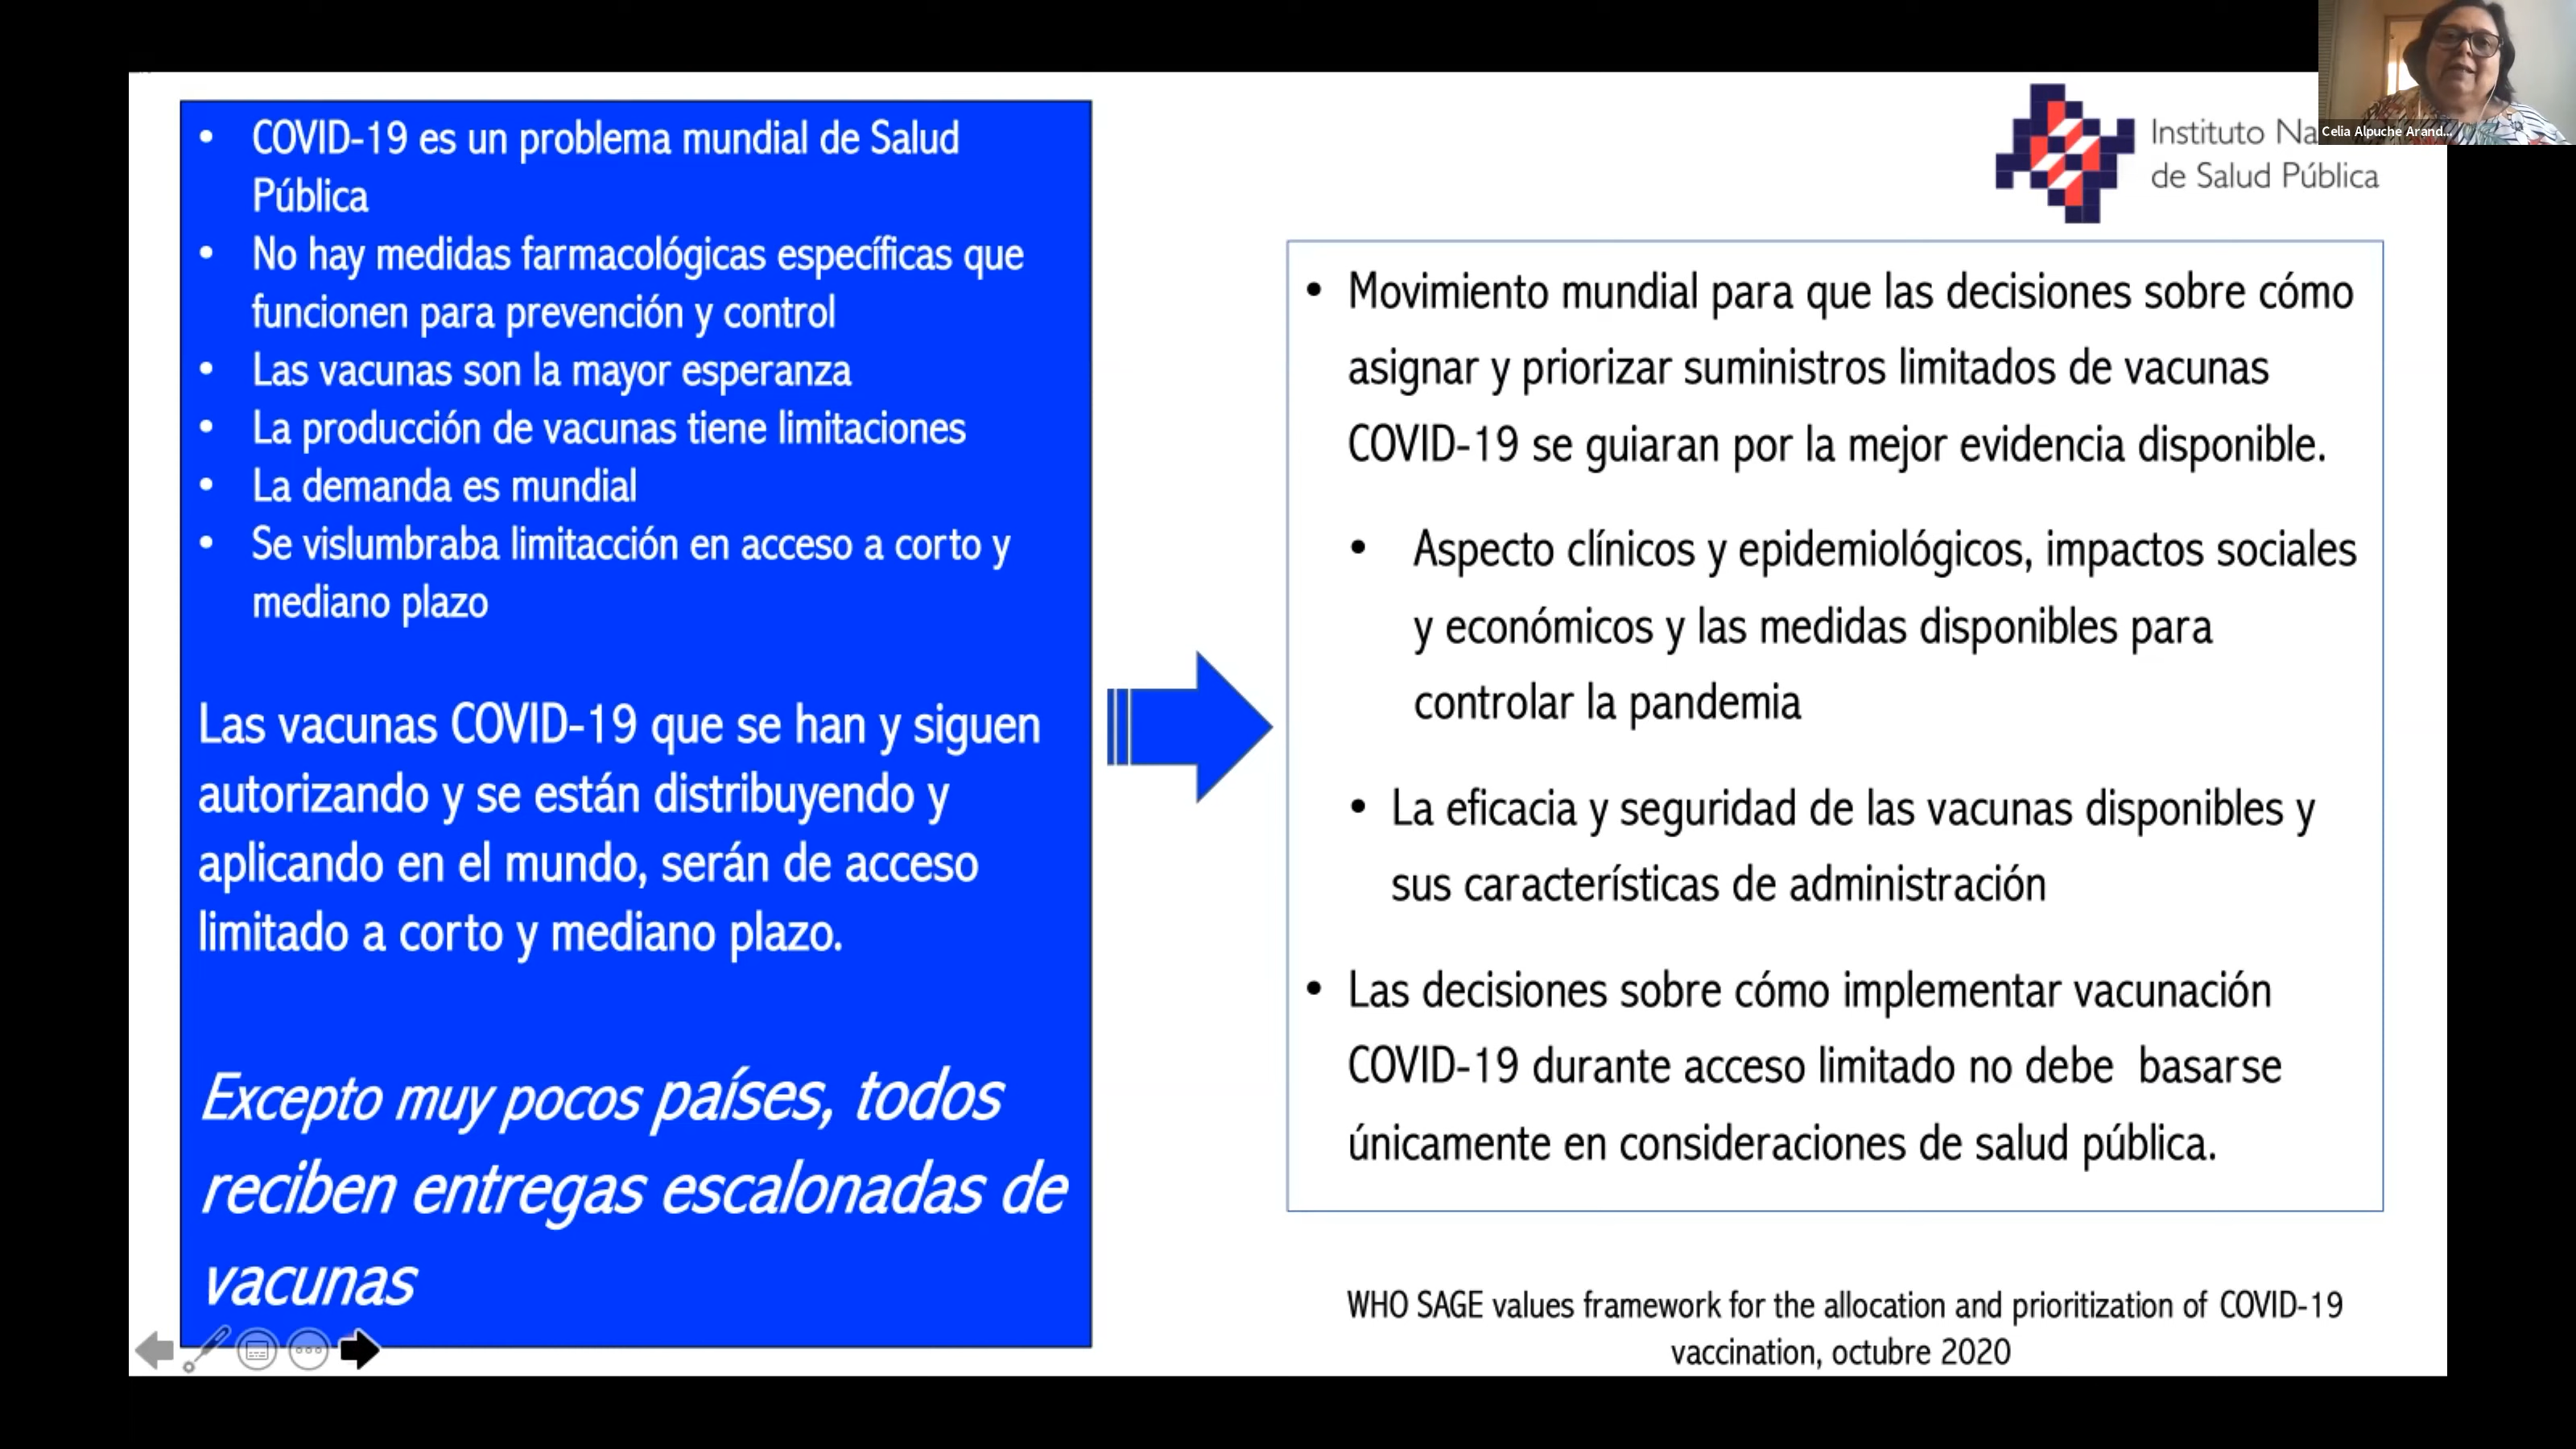 • COVID-19 es un problema mundial de Salud
Pública
• No hay medidas farmacológicas específicas que
funcionen para prevención y control
• Las vacunas son la mayor esperanza
• La producción de vacunas tiene limitaciones
• La demanda es mundial
• Se vislumbraba limitacción en acceso a corto y
mediano plazo
Las vacunas COVID-19 que se han y siguen
autorizando y se están distribuyendo y
aplicando en el mundo, serán de acceso
limitado a corto y mediano plazo.
Excepto muy pocos países, todos
reciben entregas escalonadas de
vacunas
Celia Alpuche Arand...
Instituto Na
de Salud Pública
• Movimiento mundial para que las decisiones sobre cómo
asignar y priorizar suministros limitados de vacunas
COVID-19 se guiaran por la mejor evidencia disponible.
• Aspecto clínicos y epidemiológicos, impactos sociales
y económicos y las medidas disponibles para
controlar la pandemia
• La eficacia y seguridad de las vacunas disponibles y
sus características de administración
• Las decisiones sobre cómo implementar vacunación
COVID-19 durante acceso limitado no debe basarse
únicamente en consideraciones de salud pública.
WHO SAGE values framework for the allocation and prioritization of COVID-19
vaccination, octubre 2020